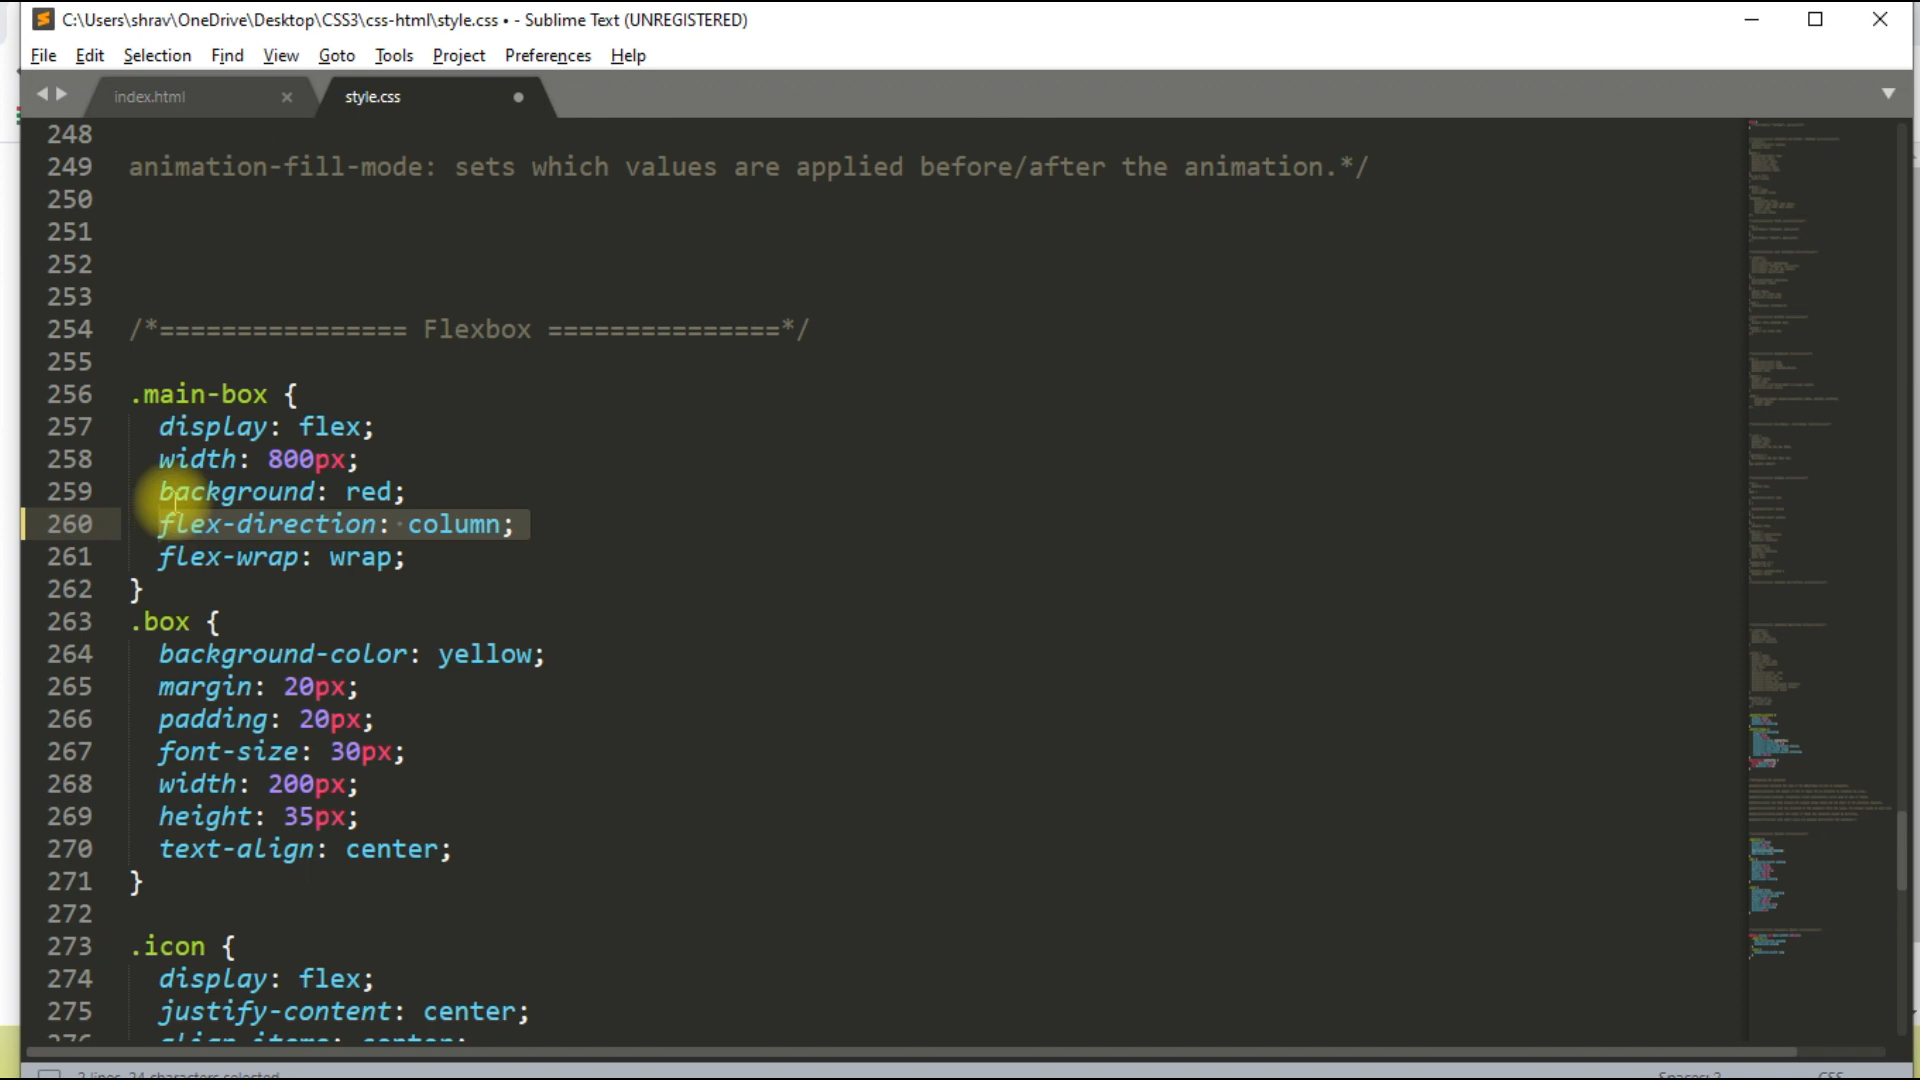 C:\Users\shrav\OneDrive\Desktop\CSS3\css-html\style.css • - Sublime Text (UNREGISTERED)
File Edit Selection Find View Goto Tools Project Preferences Help
index.html style.css
248
249 animation-fill-mode: sets which values are applied before/after the animation.*/
250
251
252
253
254 /*================ Flexbox ===============*/
255
256 .main-box {
257 display: flex;
258 width: 800px;
259 background: red;
260 flex-direction: column;
261 flex-wrap: wrap;
262 }
263 .box {
264 background-color: yellow;
265 margin: 20px;
266 padding: 20px;
267 font-size: 30px;
268 width: 200px;
269 height: 35px;
270 text-align: center;
271 }
272
273 .icon {
274 display: flex;
275 justify-content: center;
276 align-items: center;